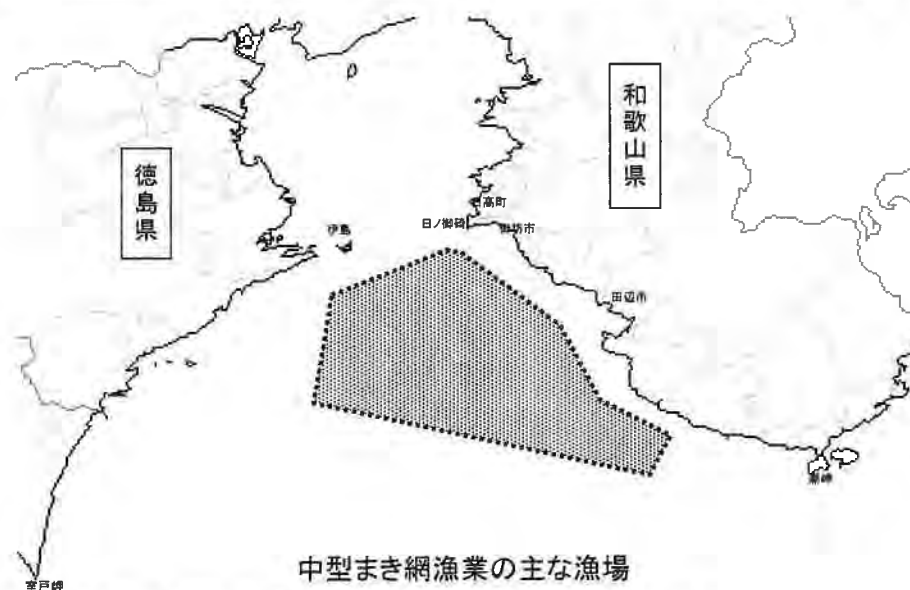 和歌山県
徳島県
日高町
日ノ御碕
御坊市
伊島
田辺市
潮岬
室戸岬
中型まき網漁業の主な漁場